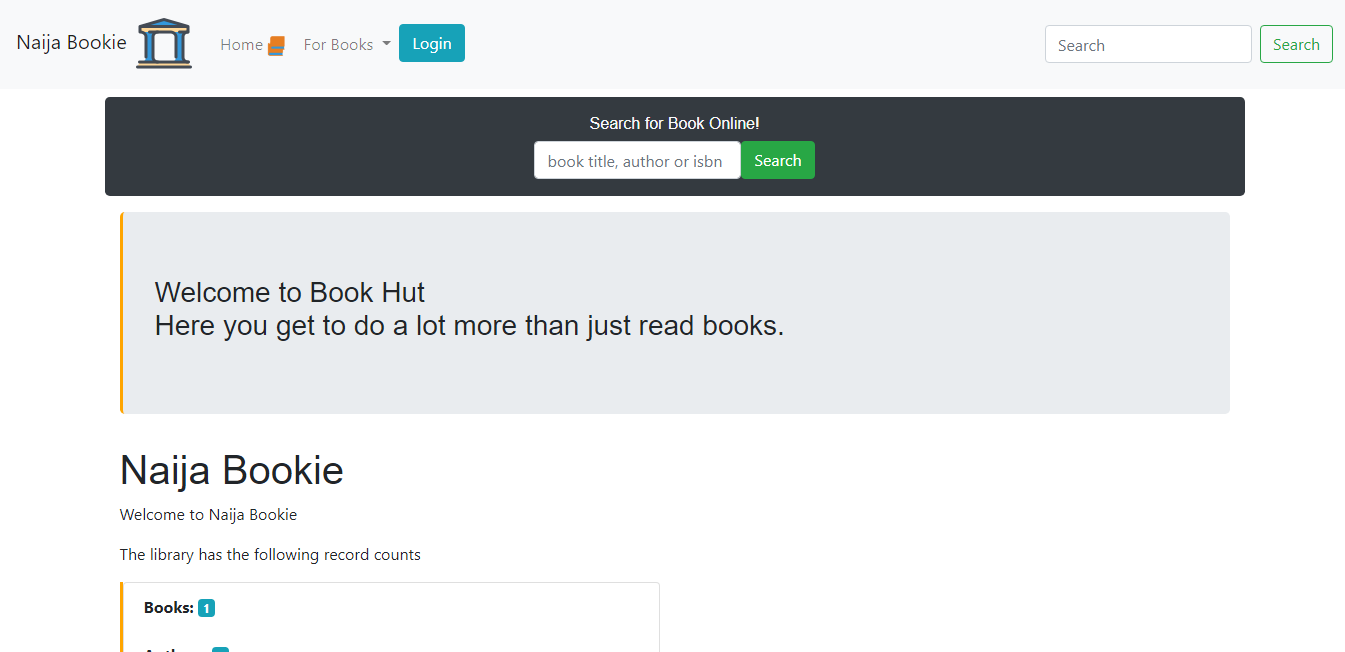 Naija Bookie
Home
For Books
Login
Search
Search
Search for Book Online!
book title, author or isbn
Search
Welcome to Book Hut
Here you get to do a lot more than just read books.
Naija Bookie
Welcome to Naija Bookie
The library has the following record counts
Books: 1